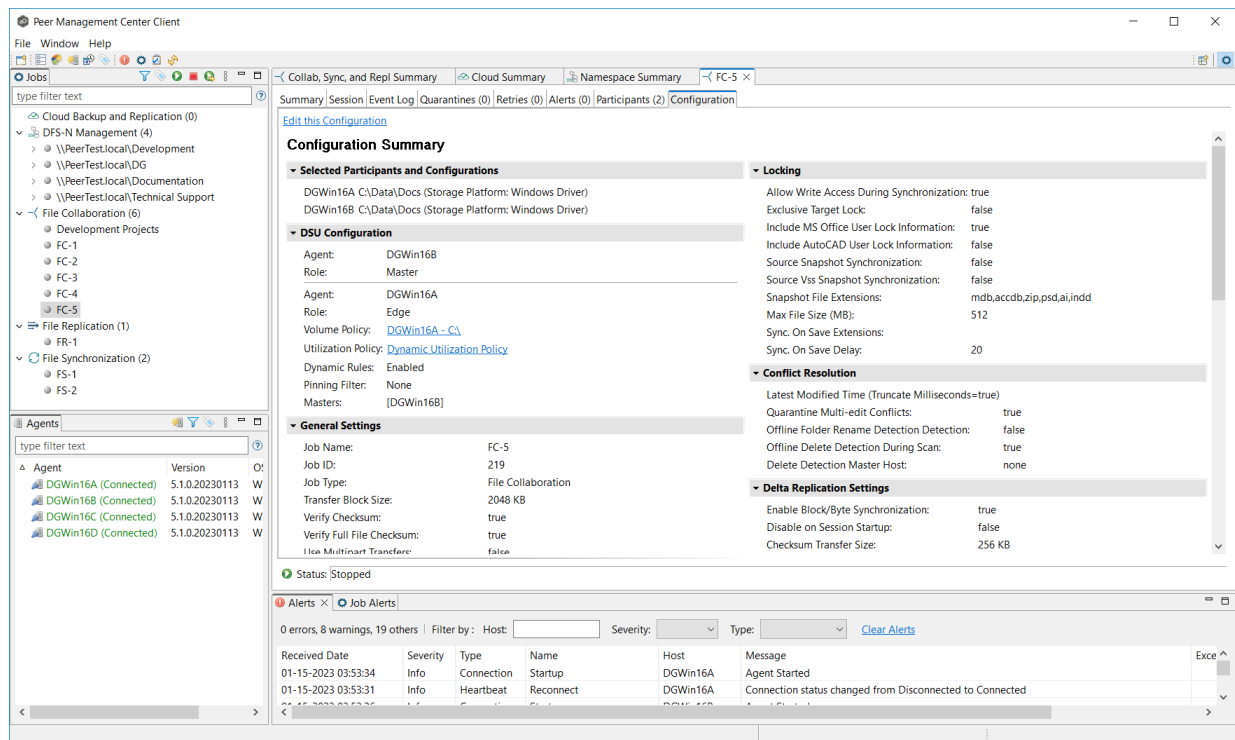 Peer Management Center Client
File Window Help
Jobs
type filter text
Cloud Backup and Replication (0)
DFS-N Management (4)
\\PeerTest.local\Development
\\PeerTest.local\DG
\\PeerTest.local\Documentation
\\PeerTest.local\Technical Support
File Collaboration (6)
Development Projects
FC-1
FC-2
FC-3
FC-4
FC-5
File Replication (1)
FR-1
File Synchronization (2)
FS-1
FS-2
Agents
type filter text
Agent Version OS
DGWin16A (Connected) 5.1.0.20230113 W
DGWin16B (Connected) 5.1.0.20230113 W
DGWin16C (Connected) 5.1.0.20230113 W
DGWin16D (Connected) 5.1.0.20230113 W
Collab, Sync, and Repl Summary Cloud Summary Namespace Summary FC-5
Summary Session Event Log Quarantines (0) Retries (0) Alerts (0) Participants (2) Configuration
Edit this Configuration
Configuration Summary
Selected Participants and Configurations
DGWin16A C:\Data\Docs (Storage Platform: Windows Driver)
DGWin16B C:\Data\Docs (Storage Platform: Windows Driver)
DSU Configuration
Agent: DGWin16B
Role: Master
Agent: DGWin16A
Role: Edge
Volume Policy: DGWin16A - C:\
Utilization Policy: Dynamic Utilization Policy
Dynamic Rules: Enabled
Pinning Filter: None
Masters: [DGWin16B]
General Settings
Job Name: FC-5
Job ID: 219
Job Type: File Collaboration
Transfer Block Size: 2048 KB
Verify Checksum: true
Verify Full File Checksum: true
Use Multipart Transfers: false
Locking
Allow Write Access During Synchronization: true
Exclusive Target Lock: false
Include MS Office User Lock Information: true
Include AutoCAD User Lock Information: false
Source Snapshot Synchronization: false
Source Vss Snapshot Synchronization: false
Snapshot File Extensions: mdb,accdb,zip,psd,ai,indd
Max File Size (MB): 512
Sync. On Save Extensions:
Sync. On Save Delay: 20
Conflict Resolution
Latest Modified Time (Truncate Milliseconds=true)
Quarantine Multi-edit Conflicts: true
Offline Folder Rename Detection Detection: false
Offline Delete Detection During Scan: true
Delete Detection Master Host: none
Delta Replication Settings
Enable Block/Byte Synchronization: true
Disable on Session Startup: false
Checksum Transfer Size: 256 KB
Status: Stopped
Alerts Job Alerts
0 errors, 8 warnings, 19 others Filter by : Host: Severity: Type: Clear Alerts
Received Date Severity Type Name Host Message Exce
01-15-2023 03:53:34 Info Connection Startup DGWin16A Agent Started
01-15-2023 03:53:31 Info Heartbeat Reconnect DGWin16A Connection status changed from Disconnected to Connected